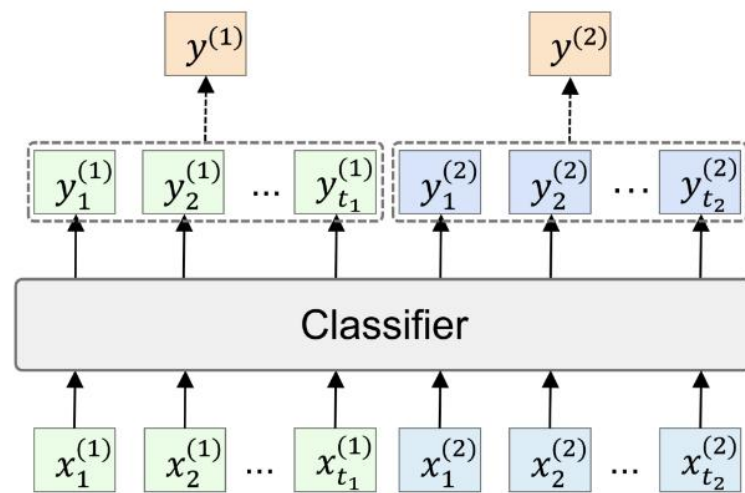 y^(1) y^(2)
y_1^(1) y_2^(1) ... y_{t_1}^(1) y_1^(2) y_2^(2) ... y_{t_2}^(2)
Classifier
x_1^(1) x_2^(1) ... x_{t_1}^(1) x_1^(2) x_2^(2) ... x_{t_2}^(2)